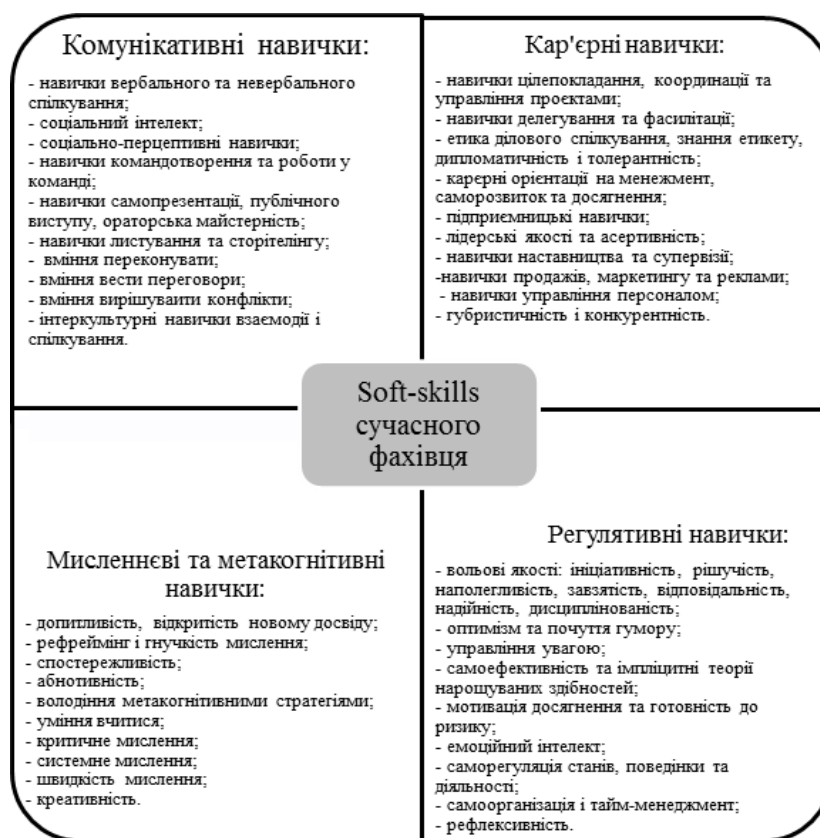 Комунікативні навички:
- навички вербального та невербального
спілкування;
- соціальний інтелект;
- соціально-перцептивні навички;
- навички командотворення та роботи у
команді;
- навички самопрезентації, публічного
виступу, ораторська майстерність;
- навички листування та сторітелінгу;
- вміння переконувати;
- вміння вести переговори;
- вміння вирішуваити конфлікти;
- інтеркультурні навички взаємодії і
спілкування.
Кар'єрні навички:
- навички цілепокладання, координації та
управління проєктами;
- навички делегування та фасилітації;
- етика ділового спілкування, знання етикету,
дипломатичність і толерантність;
- карєрні орієнтації на менежмент,
саморозвиток та досягнення;
- підприємницькі навички;
- лідерські якості та асертивність;
- навички наставництва та супервізії;
-навички продажів, маркетингу та реклами;
- навички управління персоналом;
- губристичність і конкурентність.
Soft-skills
сучасного
фахівця
Мисленнєві та метакогнітивні
навички:
- допитливість, відкритість новому досвіду;
- рефреймінг і гнучкість мислення;
- спостережливість;
- абнотивність;
- володіння метакогнітивними стратегіями;
- уміння вчитися;
- критичне мислення;
- системне мислення;
- швидкість мислення;
- креативність.
Регулятивні навички:
- вольові якості: ініціативність, рішучість,
наполегливість, завзятість, відповідальність,
надійність, дисциплінованість;
- оптимізм та почуття гумору;
- управління увагою;
- самоефективність та імпліцитні теорії
нарощуваних здібностей;
- мотивація досягнення та готовність до
ризику;
- емоційний інтелект;
- саморегуляція станів, поведінки та
діяльності;
- самоорганізація і тайм-менеджмент;
- рефлексивність.